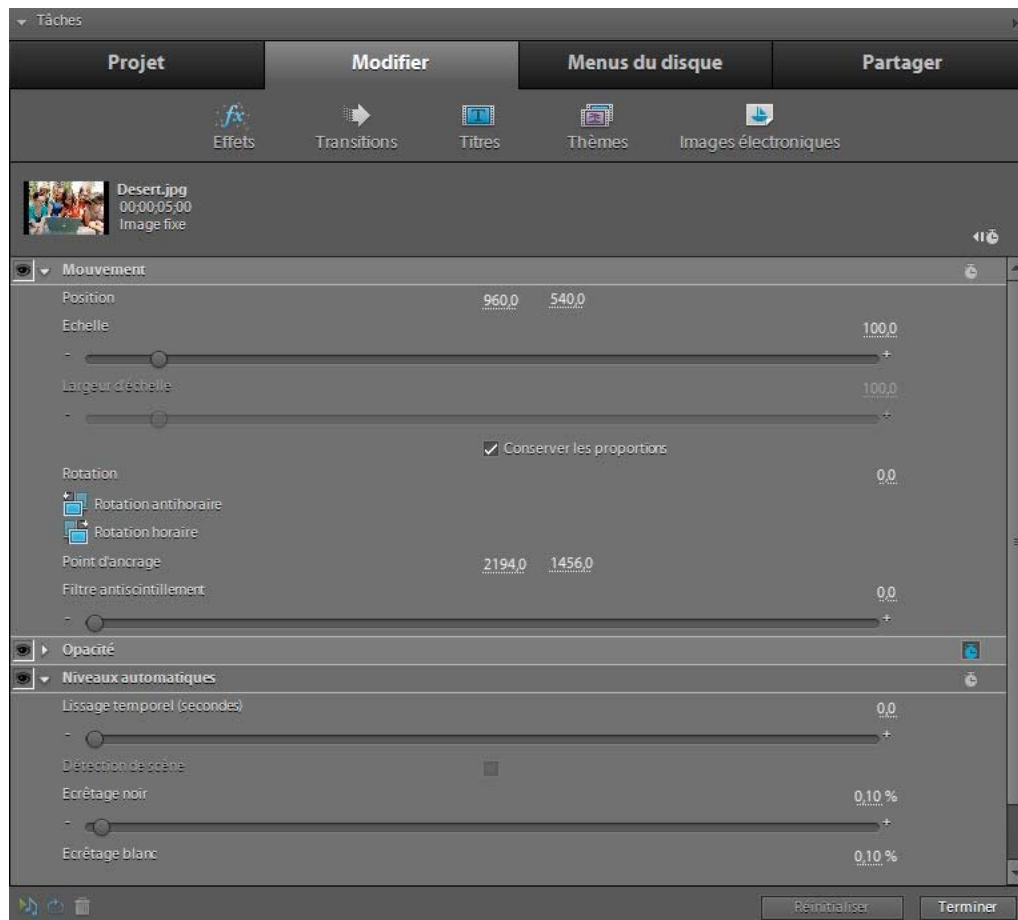 Tâches
Projet Modifier Menus du disque Partager
fx
Effets Transitions Titres Thèmes Images électroniques
Desert.jpg
00;00;05;00
Image fixe
Mouvement
Position 960,0 540,0
Echelle 100,0
- +
Largeur d'échelle 100,0
- +
Conserver les proportions
Rotation 0,0
Rotation antihoraire
Rotation horaire
Point d'ancrage 2194,0 1456,0
Filtre antiscintillement 0,0
- +
Opacité
Niveaux automatiques
Lissage temporel (secondes) 0,0
- +
Détection de scène
Ecrêtage noir 0,10 %
- +
Ecrêtage blanc 0,10 %
Réinitialiser Terminer